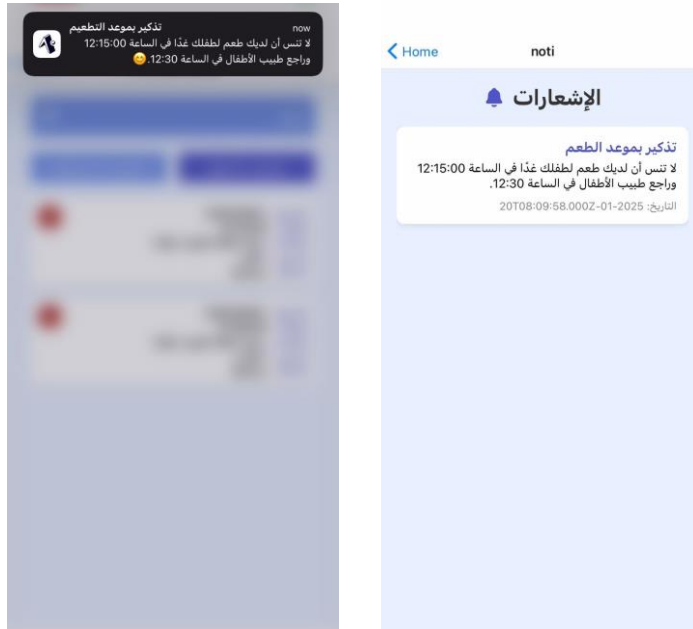 تذكير بموعد التطعيم
now
لا تنس أن لديك طعم لطفلك غدًا في الساعة 12:15:00
وراجع طبيب الأطفال في الساعة 12:30.😊
Home
noti
الإشعارات
تذكير بموعد الطعم
لا تنس أن لديك طعم لطفلك غدًا في الساعة 12:15:00
وراجع طبيب الأطفال في الساعة 12:30.
التاريخ: 2025-01-20T08:09:58.000Z